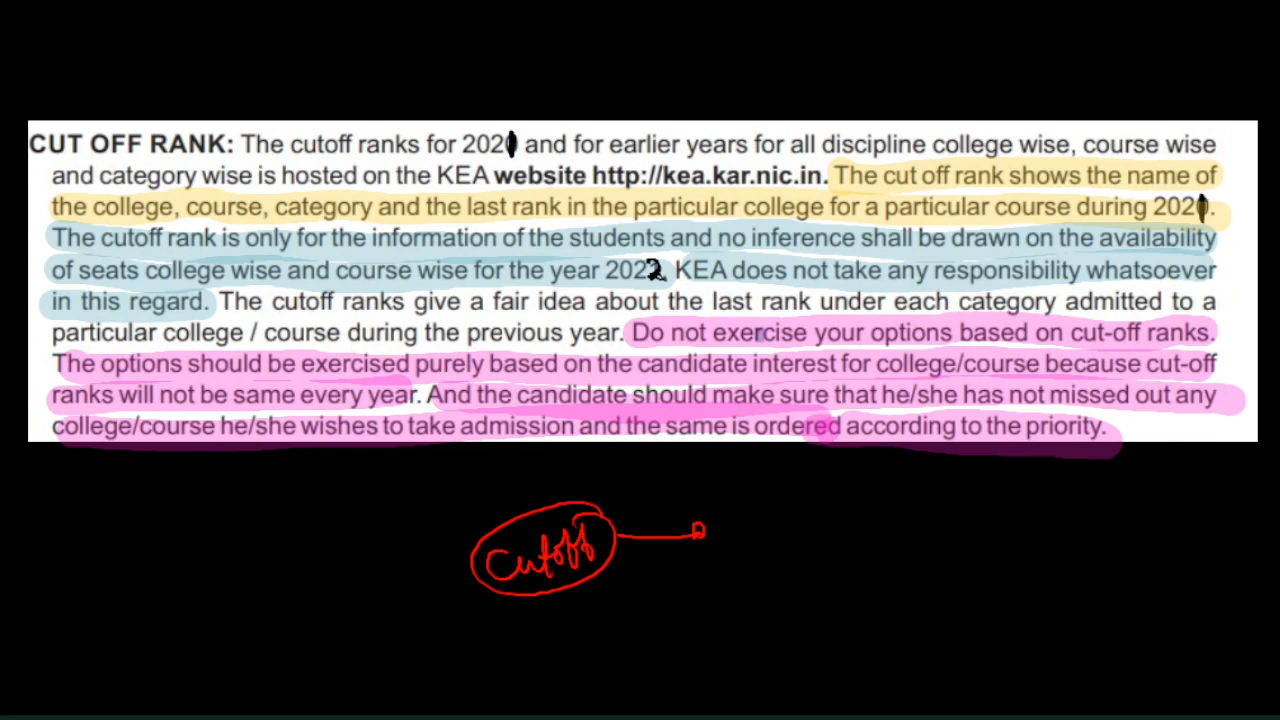 CUT OFF RANK: The cutoff ranks for 2021 and for earlier years for all discipline college wise, course wise
and category wise is hosted on the KEA website http://kea.kar.nic.in. The cut off rank shows the name of
the college, course, category and the last rank in the particular college for a particular course during 2021.
The cutoff rank is only for the information of the students and no inference shall be drawn on the availability
of seats college wise and course wise for the year 2022 KEA does not take any responsibility whatsoever
in this regard. The cutoff ranks give a fair idea about the last rank under each category admitted to a
particular college / course during the previous year. Do not exercise your options based on cut-off ranks.
The options should be exercised purely based on the candidate interest for college/course because cut-off
ranks will not be same every year. And the candidate should make sure that he/she has not missed out any
college/course he/she wishes to take admission and the same is ordered according to the priority.
Cutoff